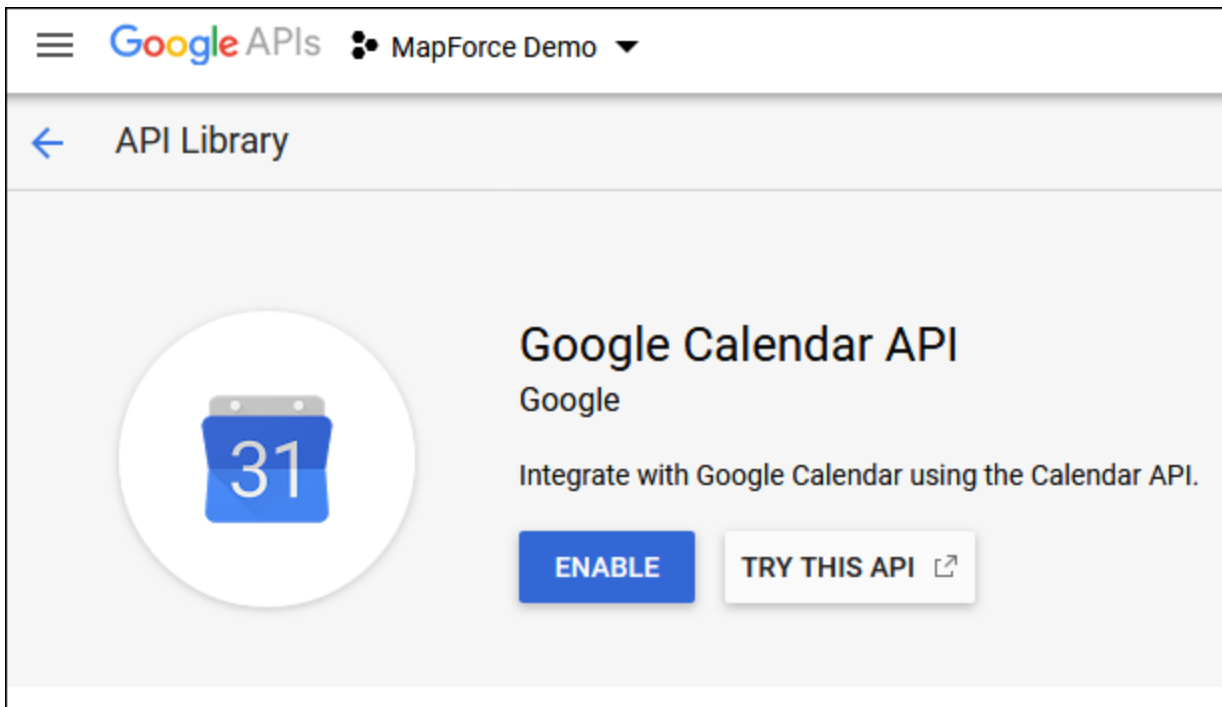 Google APIs MapForce Demo
API Library
Google Calendar API
Google
31
Integrate with Google Calendar using the Calendar API.
ENABLE TRY THIS API